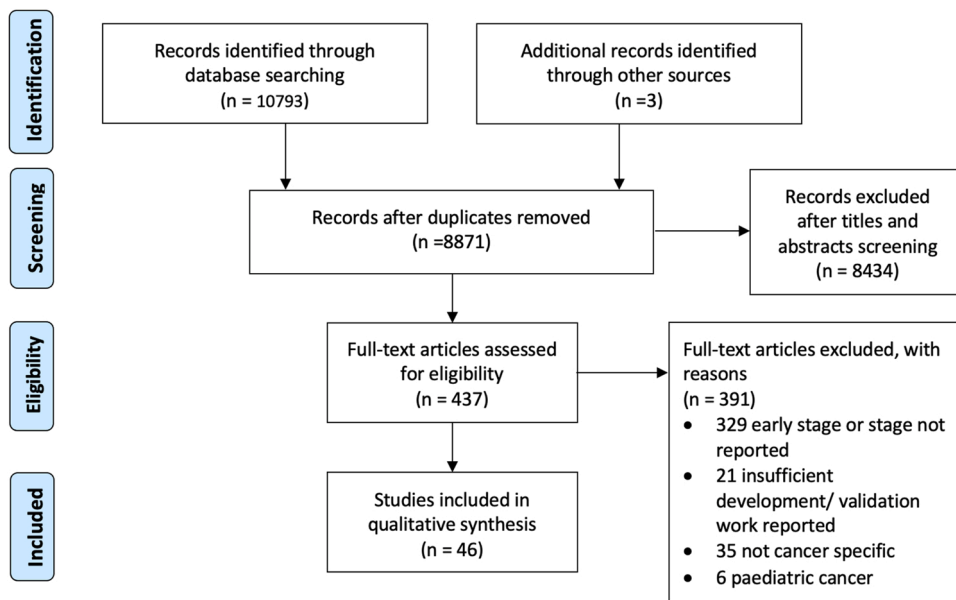 Identification
Records identified through
database searching
(n = 10793)
Additional records identified
through other sources
(n =3)
Screening
Records after duplicates removed
(n =8871)
Records excluded
after titles and
abstracts screening
(n = 8434)
Eligibility
Full-text articles assessed
for eligibility
(n = 437)
Full-text articles excluded, with
reasons
(n = 391)
• 329 early stage or stage not
reported
• 21 insufficient
development/ validation
work reported
• 35 not cancer specific
• 6 paediatric cancer
Included
Studies included in
qualitative synthesis
(n = 46)